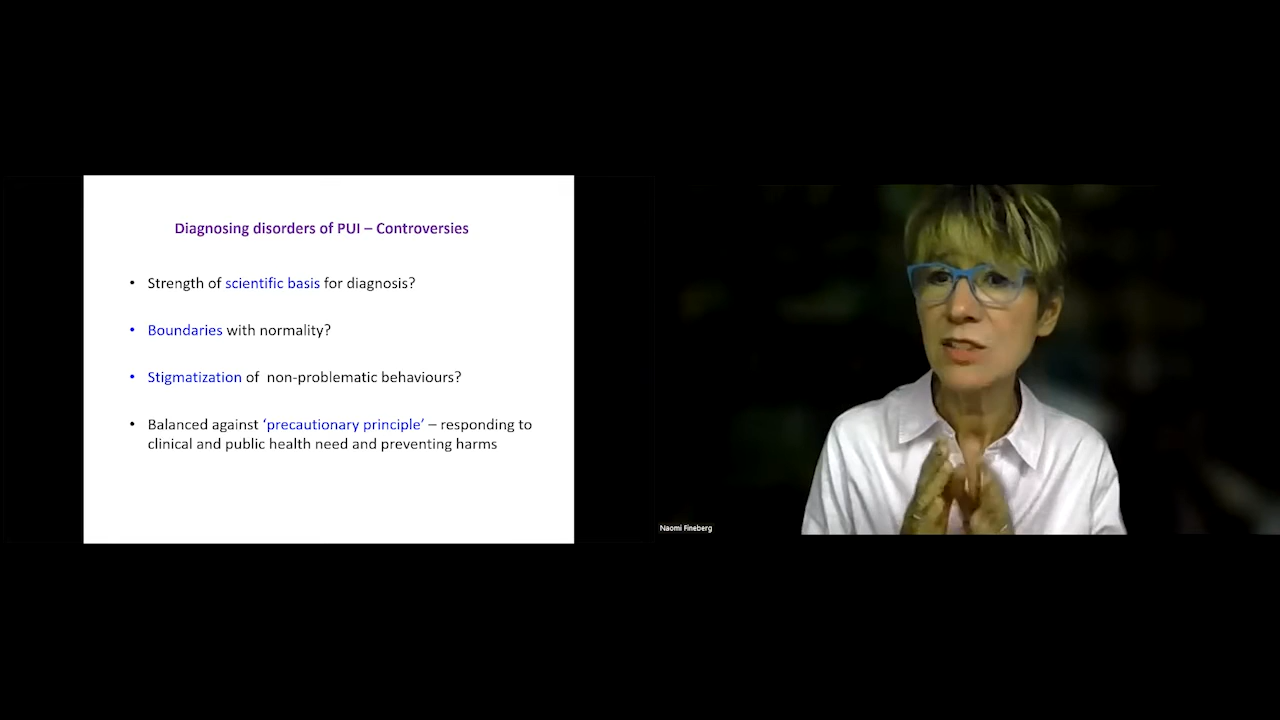 Diagnosing disorders of PUI – Controversies
• Strength of scientific basis for diagnosis?
• Boundaries with normality?
• Stigmatization of  non-problematic behaviours?
• Balanced against ‘precautionary principle’ – responding to
clinical and public health need and preventing harms
Naomi Fineberg